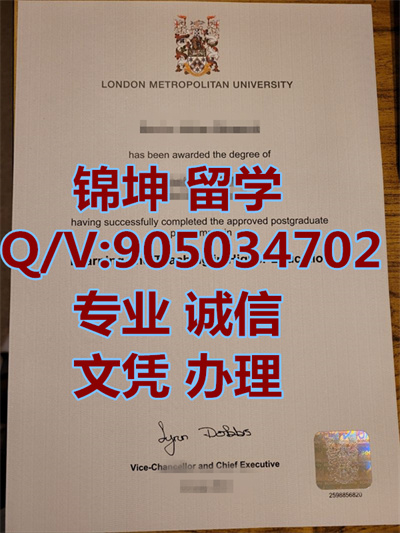 LONDON METROPOLITAN UNIVERSITY
has been awarded the degree of
锦坤 留学
having successfully completed the approved postgraduate
Q/V:905034702
专业 诚信
文凭 办理
Lynn Dobbs
Vice-Chancellor and Chief Executive
2598856820